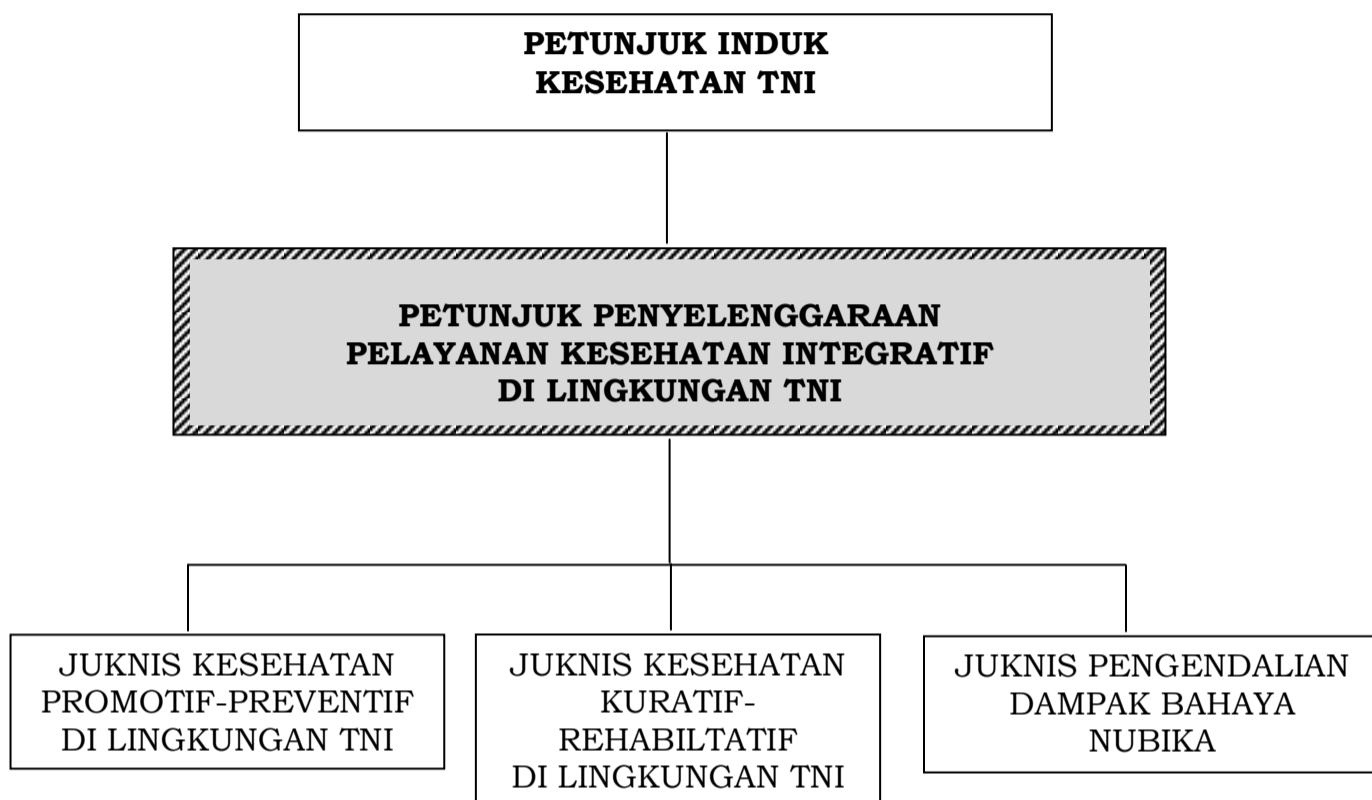 PETUNJUK INDUK
KESEHATAN TNI
PETUNJUK PENYELENGGARAAN
PELAYANAN KESEHATAN INTEGRATIF
DI LINGKUNGAN TNI
JUKNIS KESEHATAN
PROMOTIF-PREVENTIF
DI LINGKUNGAN TNI
JUKNIS KESEHATAN
KURATIF-
REHABILTATIF
DI LINGKUNGAN TNI
JUKNIS PENGENDALIAN
DAMPAK BAHAYA
NUBIKA